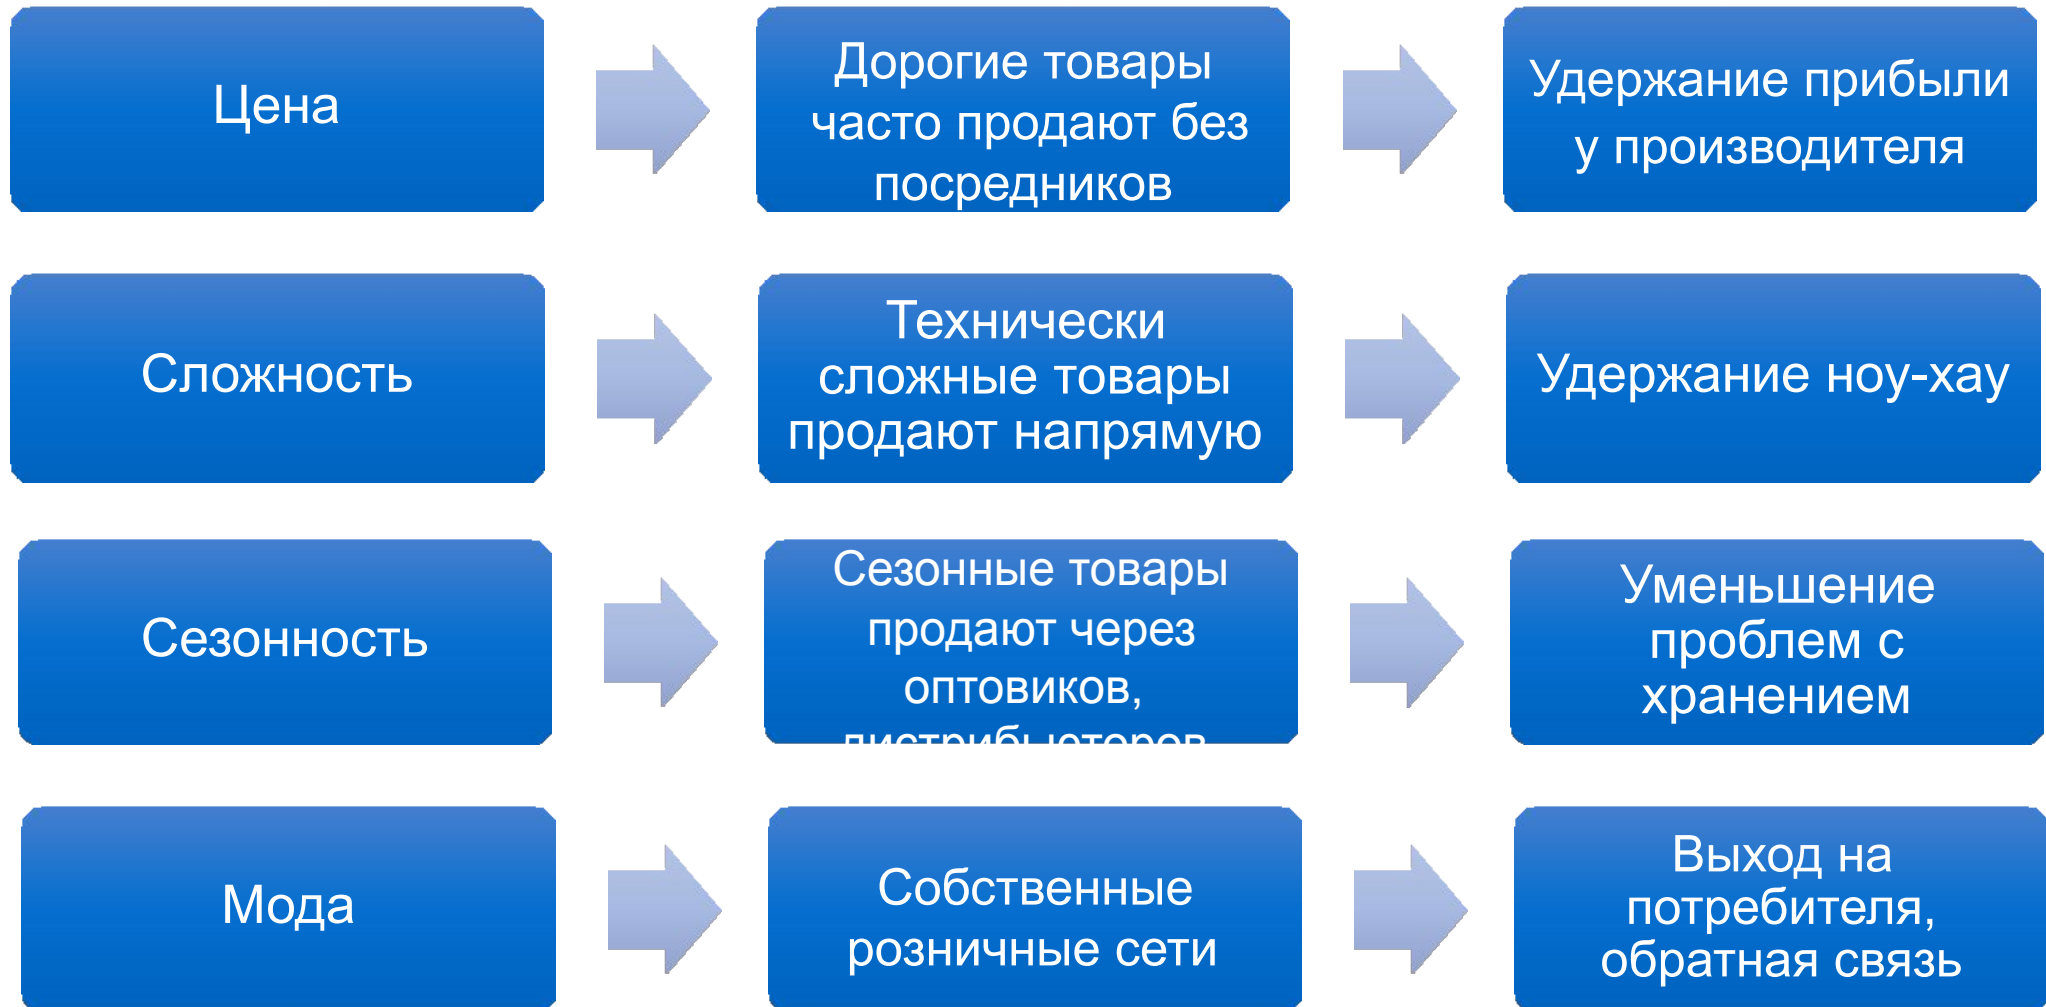 Цена
Дорогие товары
часто продают без
посредников
Удержание прибыли
у производителя
Сложность
Технически
сложные товары
продают напрямую
Удержание ноу-хау
Сезонность
Сезонные товары
продают через
оптовиков,
дистрибьюторов
Уменьшение
проблем с
хранением
Мода
Собственные
розничные сети
Выход на
потребителя,
обратная связь